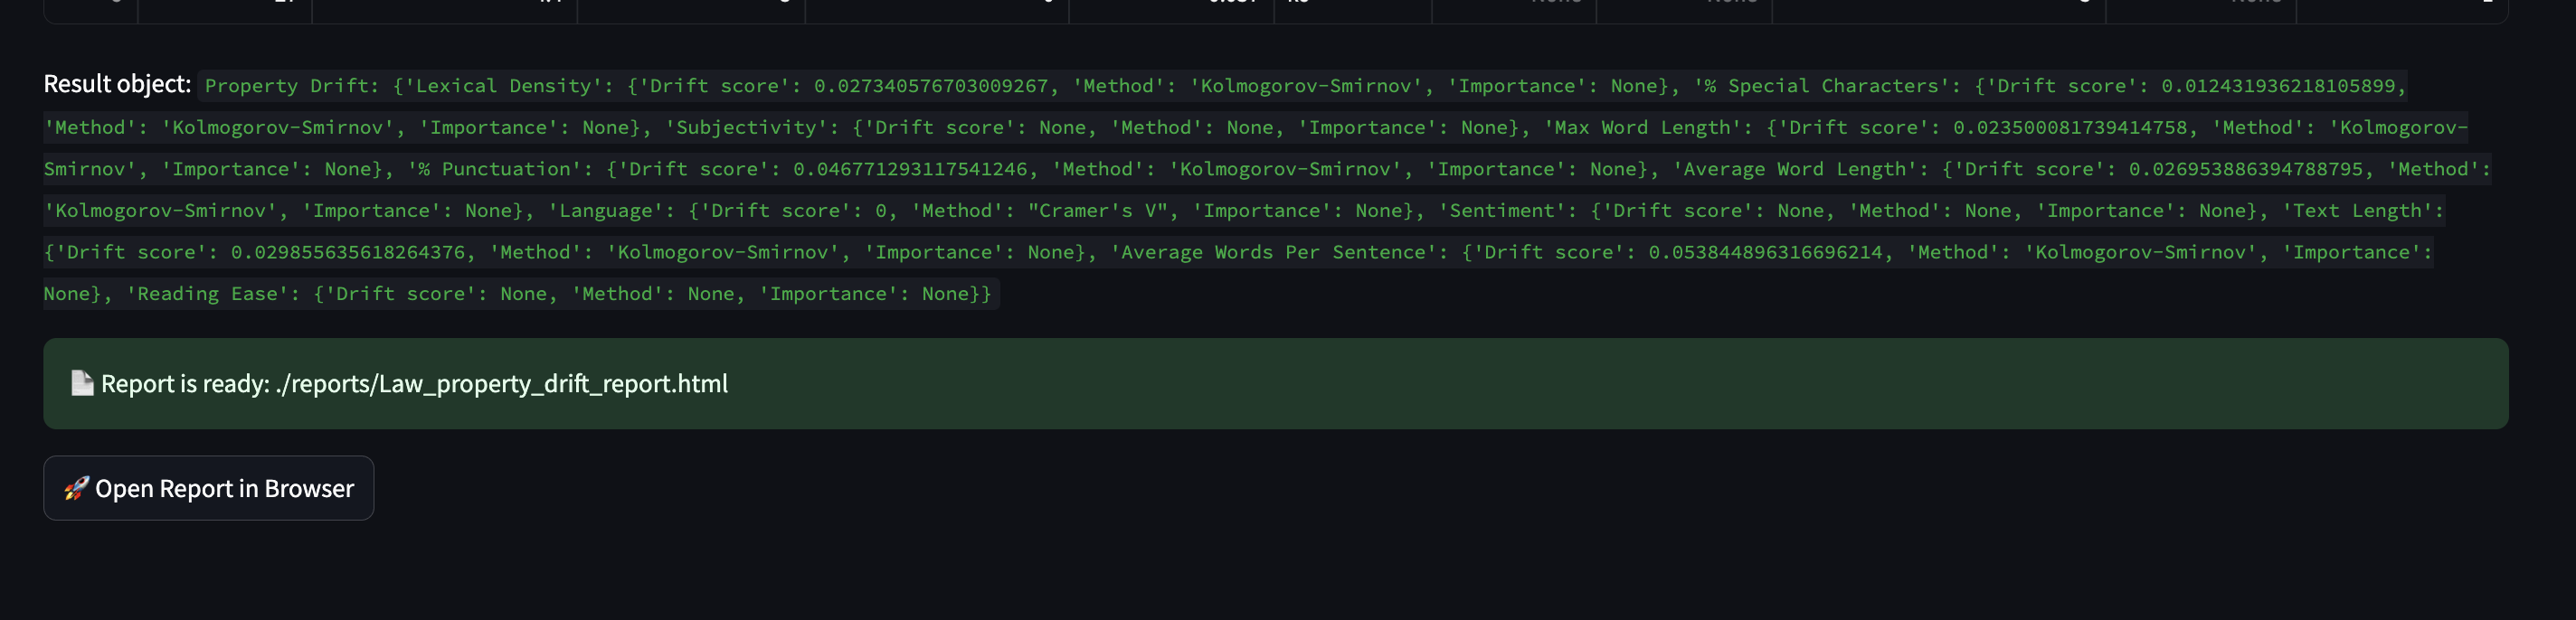 None None None
Result object: Property Drift: {'Lexical Density': {'Drift score': 0.027340576703009267, 'Method': 'Kolmogorov-Smirnov', 'Importance': None}, '% Special Characters': {'Drift score': 0.012431936218105899,
'Method': 'Kolmogorov-Smirnov', 'Importance': None}, 'Subjectivity': {'Drift score': None, 'Method': None, 'Importance': None}, 'Max Word Length': {'Drift score': 0.023500081739414758, 'Method': 'Kolmogorov-
Smirnov', 'Importance': None}, '% Punctuation': {'Drift score': 0.046771293117541246, 'Method': 'Kolmogorov-Smirnov', 'Importance': None}, 'Average Word Length': {'Drift score': 0.026953886394788795, 'Method':
'Kolmogorov-Smirnov', 'Importance': None}, 'Language': {'Drift score': 0, 'Method': "Cramer's V", 'Importance': None}, 'Sentiment': {'Drift score': None, 'Method': None, 'Importance': None}, 'Text Length':
{'Drift score': 0.029855635618264376, 'Method': 'Kolmogorov-Smirnov', 'Importance': None}, 'Average Words Per Sentence': {'Drift score': 0.053844896316696214, 'Method': 'Kolmogorov-Smirnov', 'Importance':
None}, 'Reading Ease': {'Drift score': None, 'Method': None, 'Importance': None}}
Report is ready: ./reports/Law_property_drift_report.html
🚀 Open Report in Browser